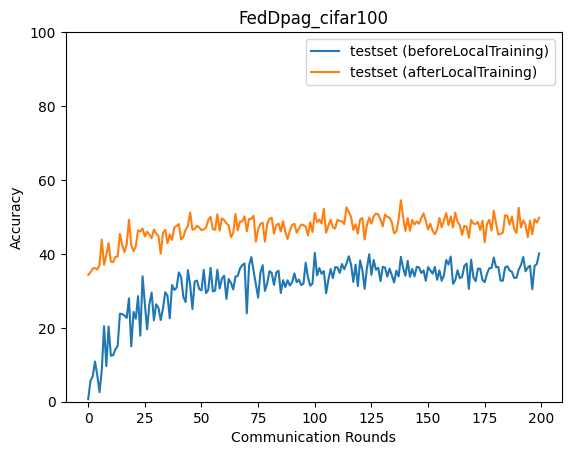 FedDpag_cifar100
testset (beforeLocalTraining)
testset (afterLocalTraining)
Accuracy
100
80
60
40
20
0
0 25 50 75 100 125 150 175 200
Communication Rounds